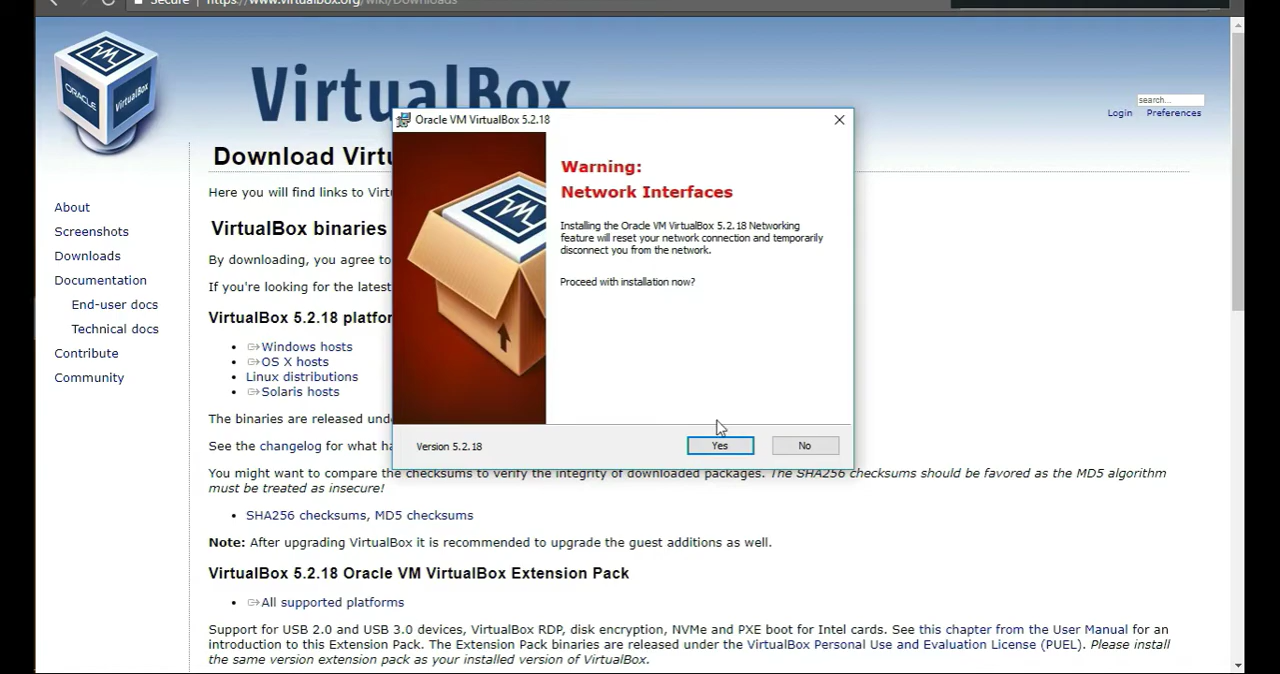 Secure | https://www.virtualbox.org/wiki/Downloads
ORACLE
VirtualBox
VirtualBox
search...
Login Preferences
About
Screenshots
Downloads
Documentation
End-user docs
Technical docs
Contribute
Community
Download Virtu
Here you will find links to Virt
VirtualBox binaries
By downloading, you agree to
If you're looking for the latest
VirtualBox 5.2.18 platfor
Windows hosts
OS X hosts
Linux distributions
Solaris hosts
The binaries are released und
See the changelog for what ha
You might want to compare the checksums to verify the integrity of downloaded packages. The SHA256 checksums should be favored as the MD5 algorithm
must be treated as insecure!
SHA256 checksums, MD5 checksums
Note: After upgrading VirtualBox it is recommended to upgrade the guest additions as well.
VirtualBox 5.2.18 Oracle VM VirtualBox Extension Pack
All supported platforms
Support for USB 2.0 and USB 3.0 devices, VirtualBox RDP, disk encryption, NVMe and PXE boot for Intel cards. See this chapter from the User Manual for an
introduction to this Extension Pack. The Extension Pack binaries are released under the VirtualBox Personal Use and Evaluation License (PUEL). Please install
the same version extension pack as your installed version of VirtualBox.
Oracle VM VirtualBox 5.2.18
Warning:
Network Interfaces
Installing the Oracle VM VirtualBox 5.2.18 Networking
feature will reset your network connection and temporarily
disconnect you from the network.
Proceed with installation now?
Version 5.2.18
Yes No